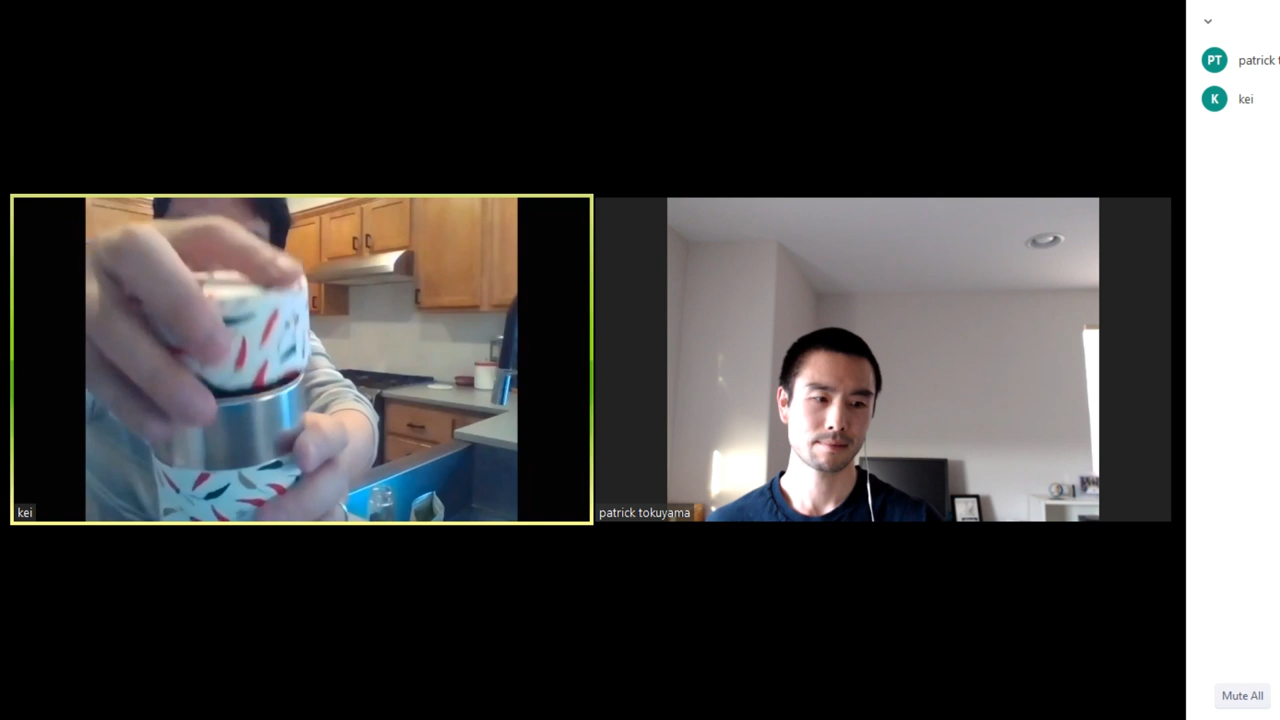 PT patrick t
K kei
kei
patrick tokuyama
Mute All